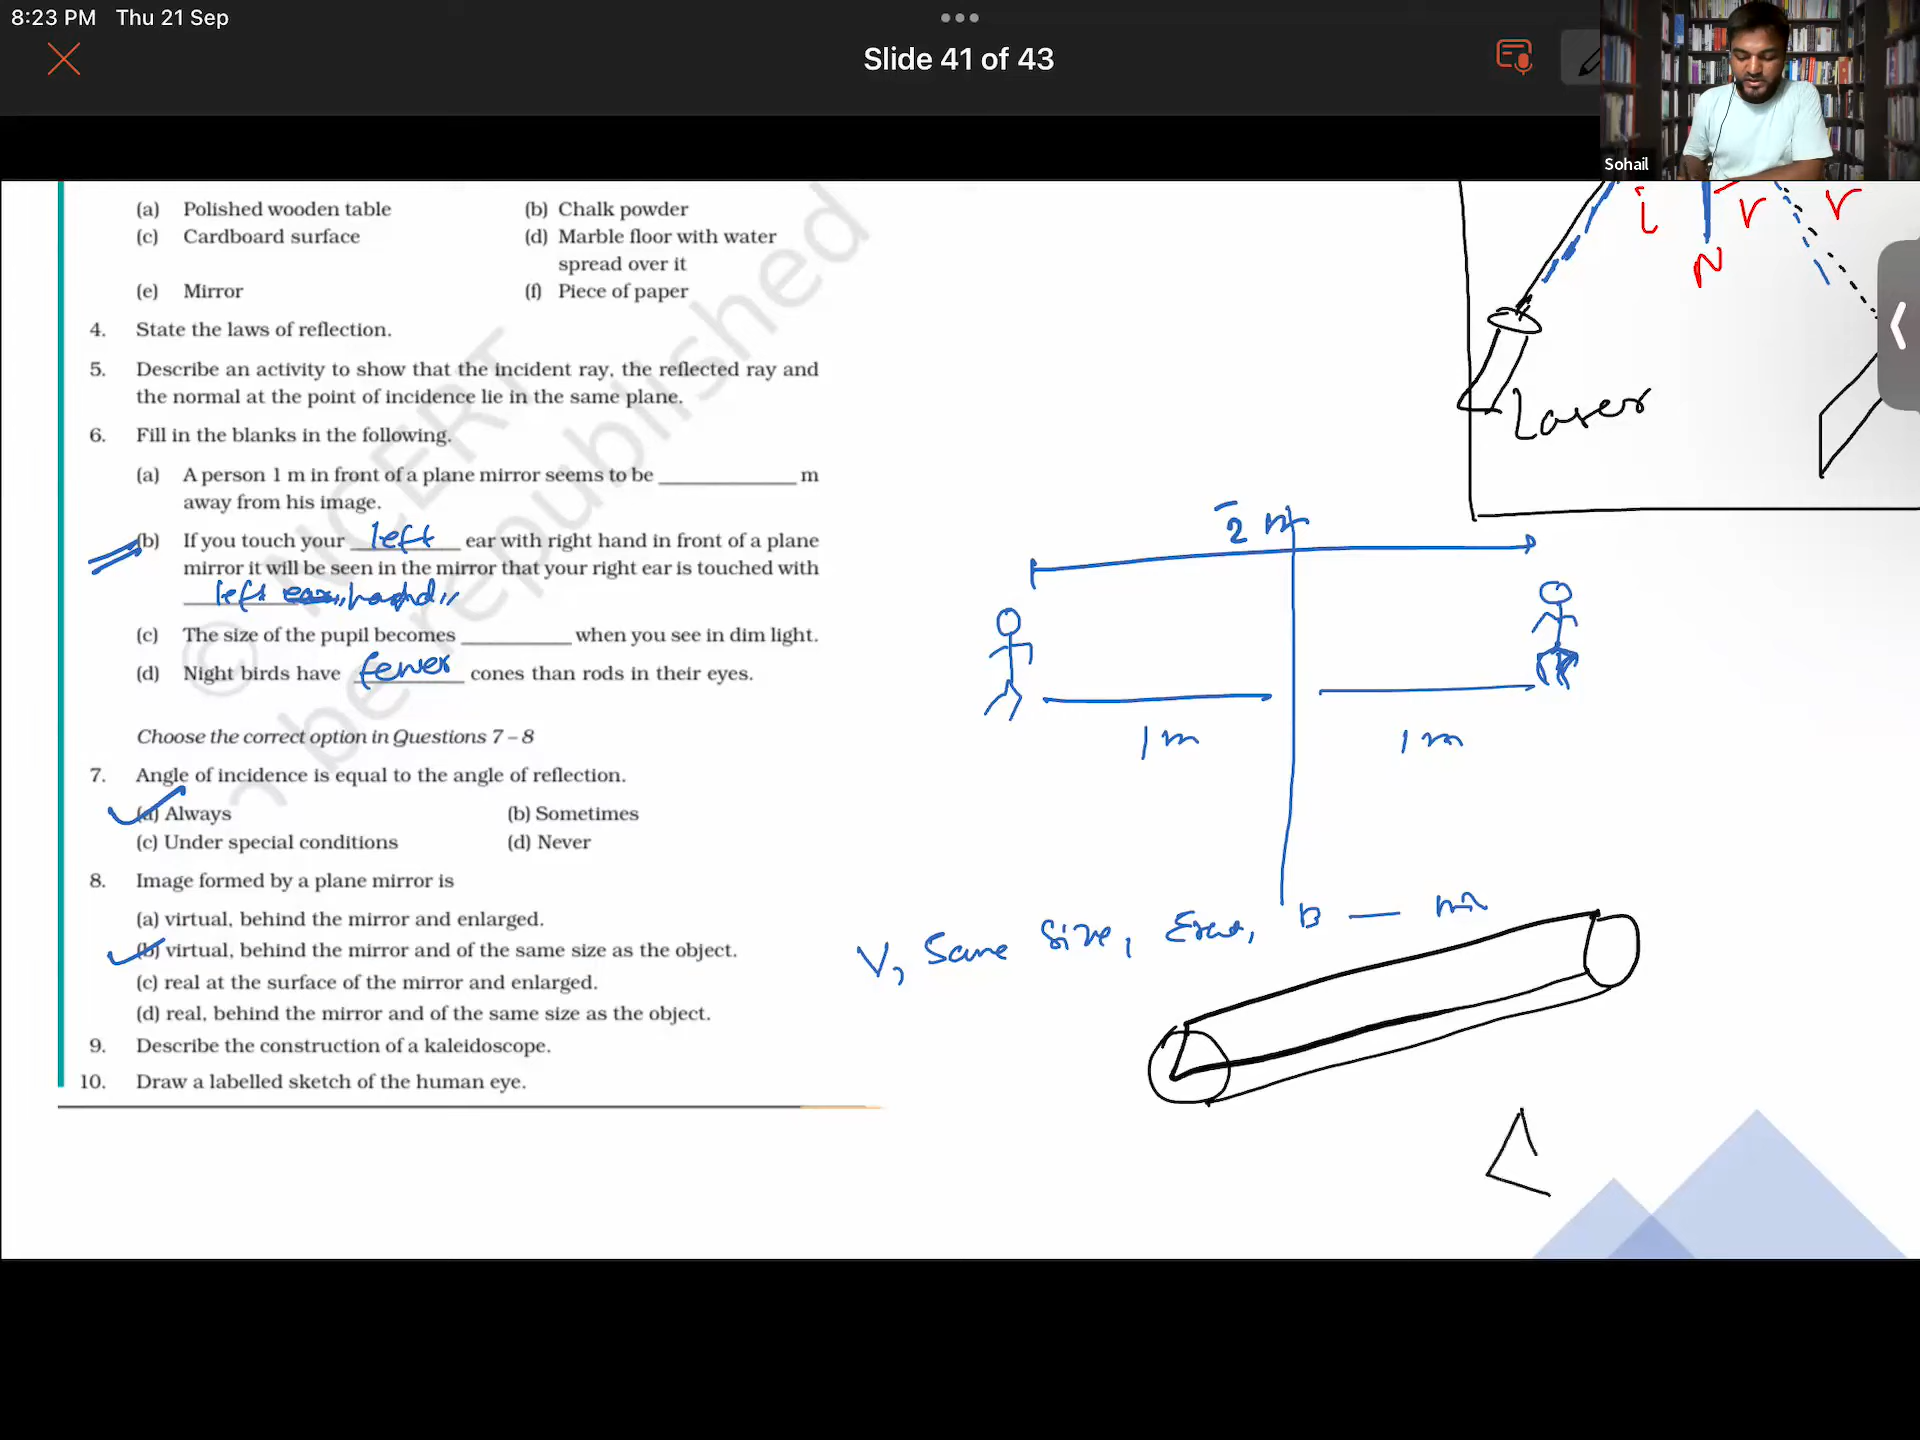 8:23 PM Thu 21 Sep
Slide 41 of 43
Sohail
(a) Polished wooden table (b) Chalk powder
(c) Cardboard surface (d) Marble floor with water
spread over it
(e) Mirror (f) Piece of paper
i r r
N
Laser
4. State the laws of reflection.
5. Describe an activity to show that the incident ray, the reflected ray and
the normal at the point of incidence lie in the same plane.
6. Fill in the blanks in the following.
(a) A person 1 m in front of a plane mirror seems to be ____________ m
away from his image.
(b) If you touch your left ear with right hand in front of a plane
mirror it will be seen in the mirror that your right ear is touched with
left hand
(c) The size of the pupil becomes __________ when you see in dim light.
(d) Night birds have fewer cones than rods in their eyes.
2 m
1 m 1 m
Choose the correct option in Questions 7 – 8
7. Angle of incidence is equal to the angle of reflection.
(a) Always (b) Sometimes
(c) Under special conditions (d) Never
8. Image formed by a plane mirror is
(a) virtual, behind the mirror and enlarged.
(b) virtual, behind the mirror and of the same size as the object.
(c) real at the surface of the mirror and enlarged.
(d) real, behind the mirror and of the same size as the object.
V, Same Size, B —
9. Describe the construction of a kaleidoscope.
10. Draw a labelled sketch of the human eye.
© NCERT
be republished